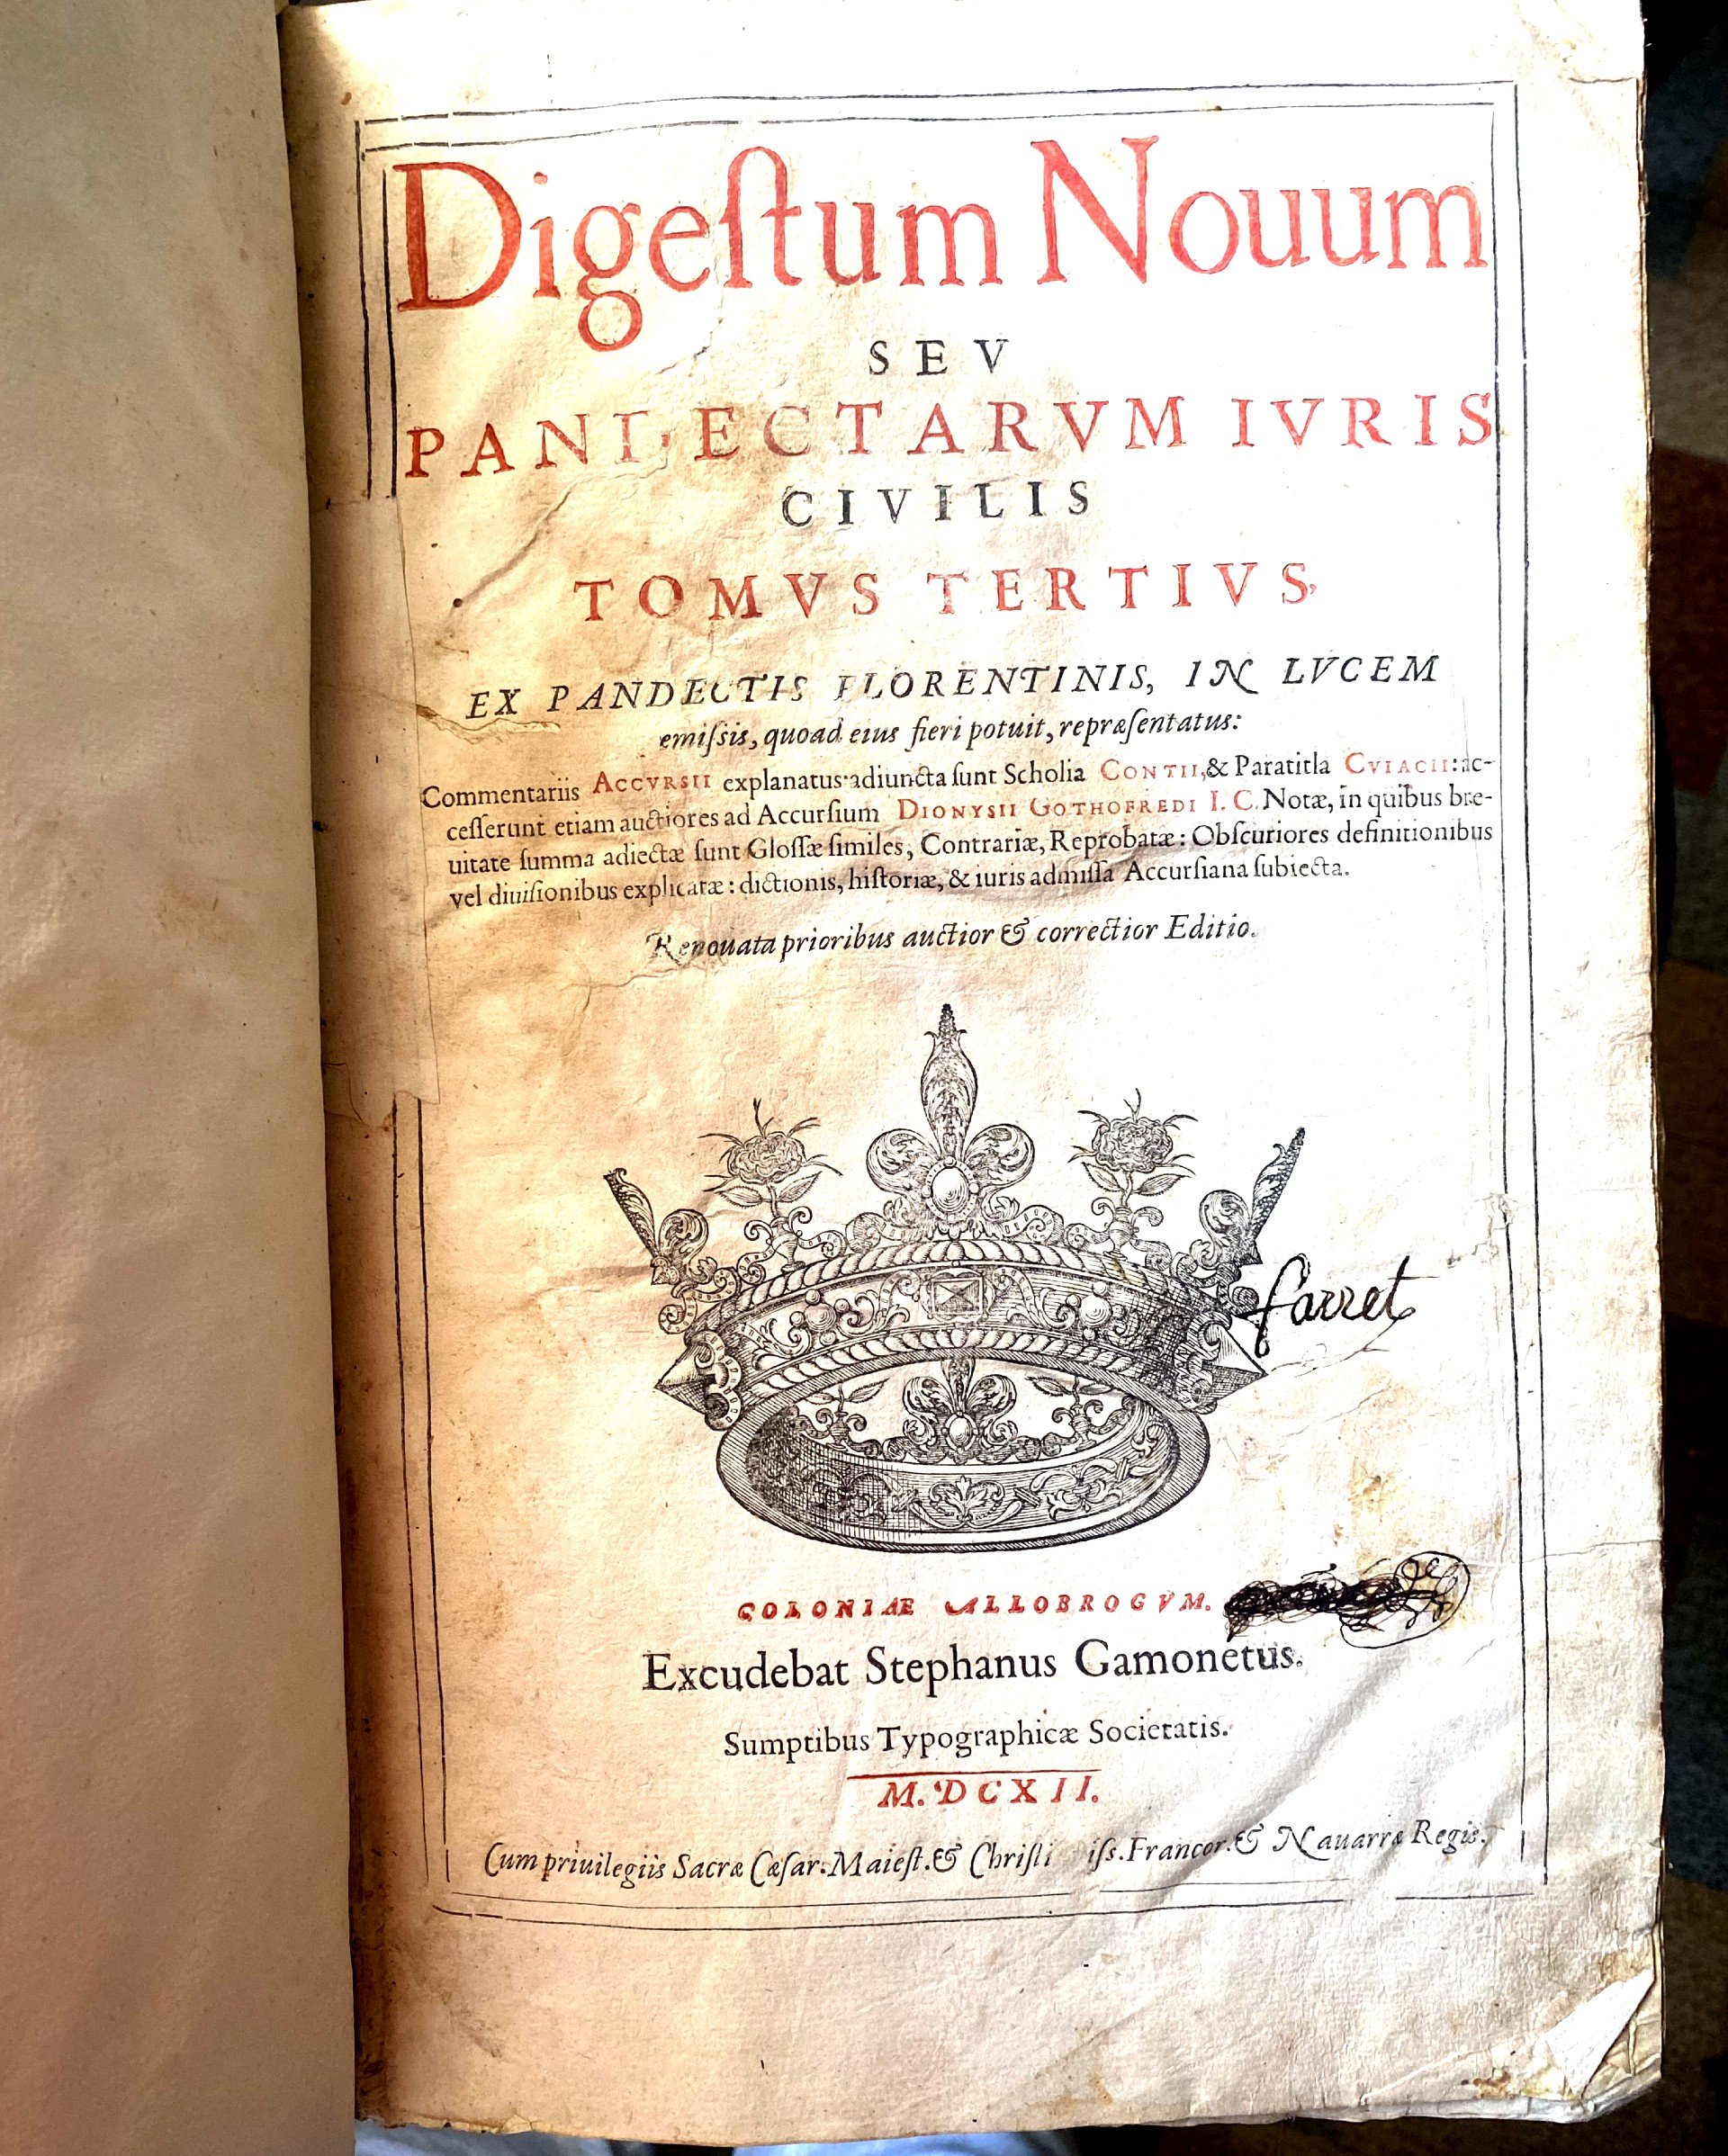 Digeſtum Nouum
SEV
PANDECTARVM IVRIS
CIVILIS
TOMVS TERTIVS,
EX PANDECTIS FLORENTINIS, IN LVCEM
emiſsis, quoad eius fieri potuit, repræſentatus:
Commentariis ACCVRSII explanatus: adiuncta ſunt Scholia CONTII, & Paratitla CVIACII: ac-
ceſſerunt etiam auctiores ad Accurſium DIONYSII GOTHOFREDI I. C. Notæ, in quibus bre-
uitate ſumma adiectæ ſunt Gloſſæ ſimiles, Contrariæ, Reprobatæ: Obſcuriores definitionibus
vel diuiſionibus explicatæ: dictionis, hiſtoriæ, & iuris admiſſa Accurſiana ſubiecta.
Renouata prioribus auctior & correctior Editio.
farret
COLONIÆ ALLOBROGVM.
Excudebat Stephanus Gamonetus.
Sumptibus Typographicæ Societatis.
M. DCXII.
Cum priuilegiis Sacræ Cæſar. Maieſt. & Chriſti iſs. Francor. & Nauarræ Regis.